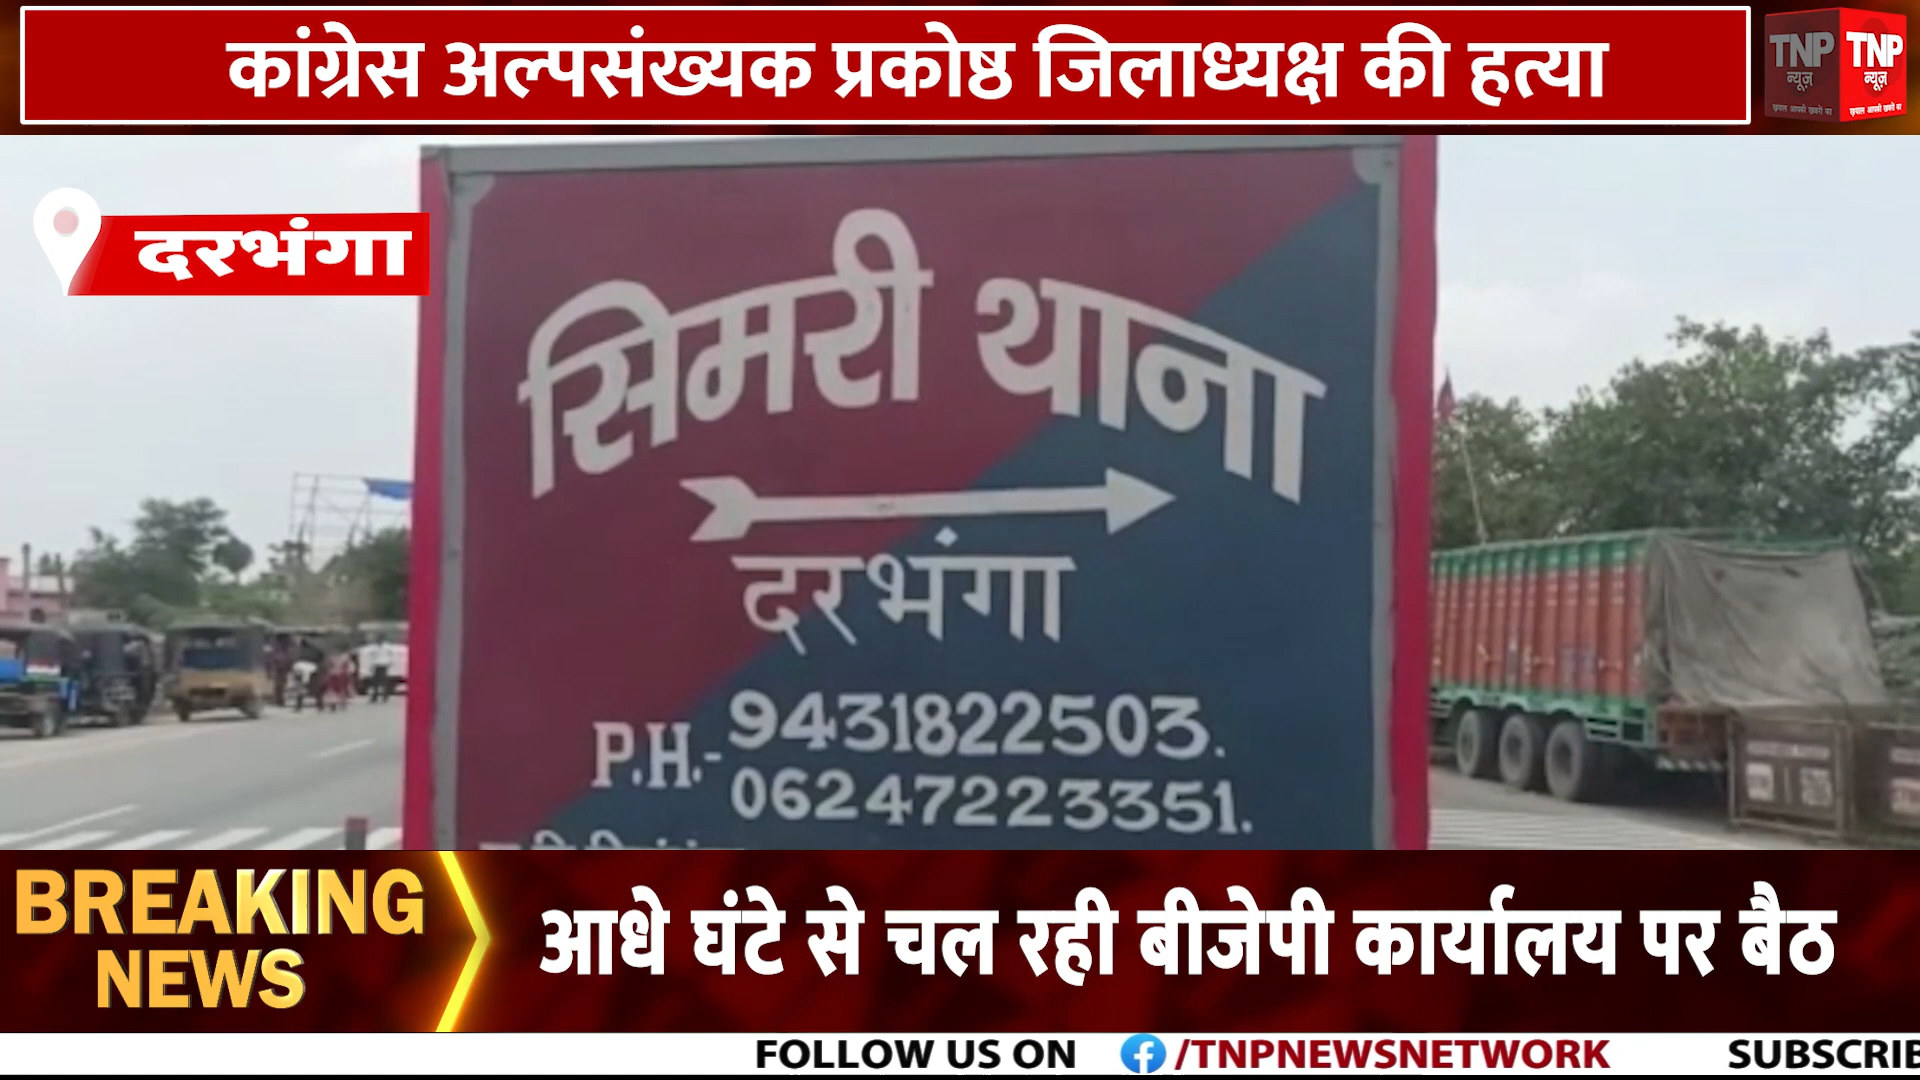 कांग्रेस अल्पसंख्यक प्रकोष्ठ जिलाध्यक्ष की हत्या
TNP TNP
न्यूज़ न्यूज़
दरभंगा
सिमरी थाना
दरभंगा
P.H.- 9431822503.
06247223351.
BREAKING
NEWS
आधे घंटे से चल रही बीजेपी कार्यालय पर बैठ
FOLLOW US ON /TNPNEWSNETWORK SUBSCRIBE